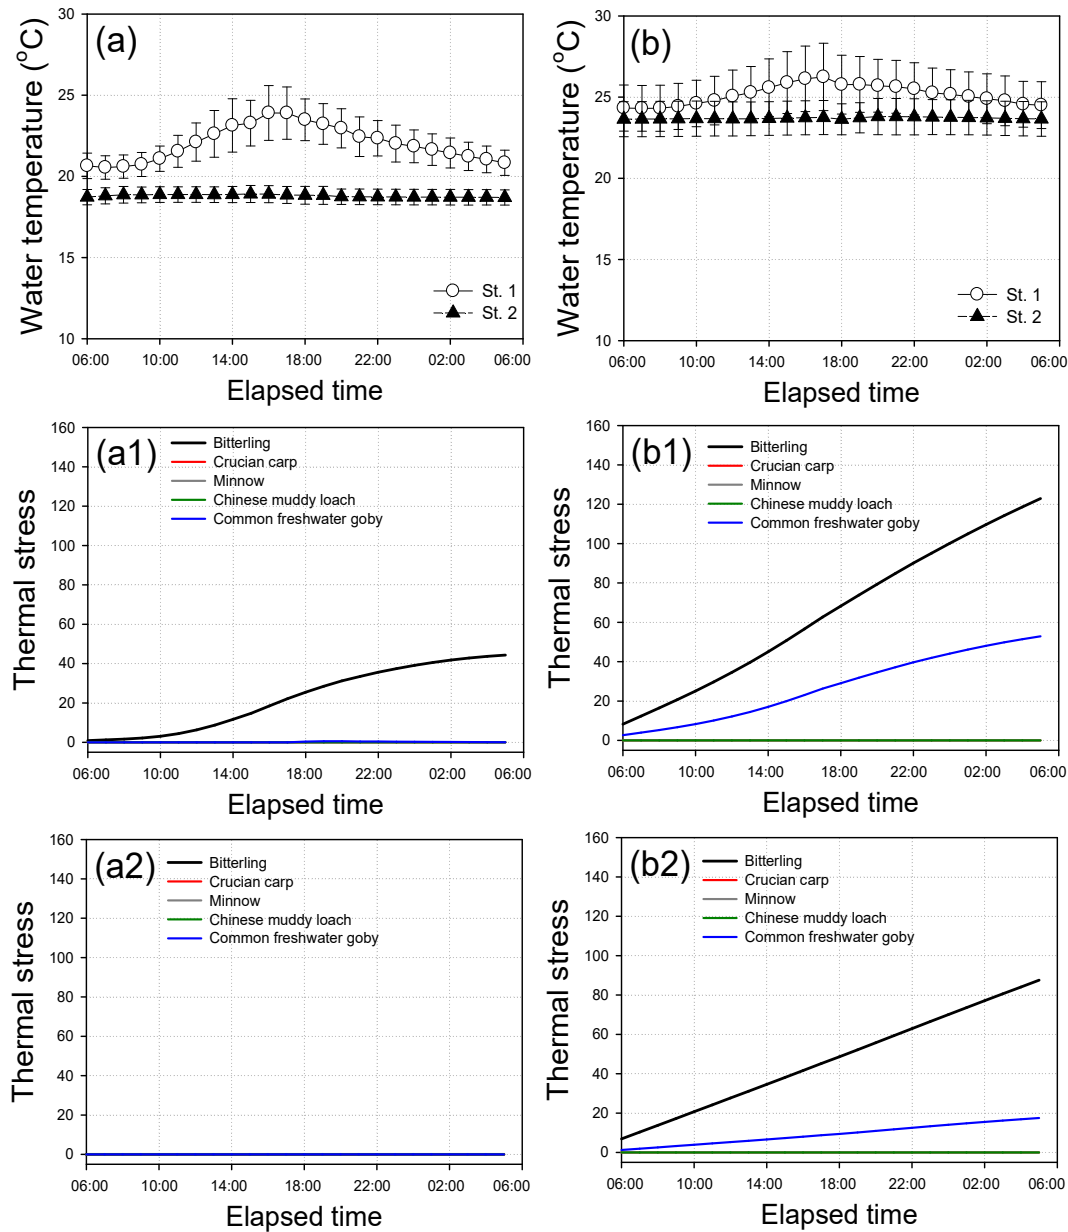 (a)
Water temperature (°C)
30
25
20
15
10
St. 1
St. 2
06:00 10:00 14:00 18:00 22:00 02:00 06:00
Elapsed time
(b)
Water temperature (°C)
30
25
20
15
10
St. 1
St. 2
06:00 10:00 14:00 18:00 22:00 02:00 06:00
Elapsed time
(a1)
Thermal stress
160
140
120
100
80
60
40
20
0
Bitterling
Crucian carp
Minnow
Chinese muddy loach
Common freshwater goby
06:00 10:00 14:00 18:00 22:00 02:00 06:00
Elapsed time
(b1)
Thermal stress
160
140
120
100
80
60
40
20
0
Bitterling
Crucian carp
Minnow
Chinese muddy loach
Common freshwater goby
06:00 10:00 14:00 18:00 22:00 02:00 06:00
Elapsed time
(a2)
Thermal stress
160
140
120
100
80
60
40
20
0
Bitterling
Crucian carp
Minnow
Chinese muddy loach
Common freshwater goby
06:00 10:00 14:00 18:00 22:00 02:00 06:00
Elapsed time
(b2)
Thermal stress
160
140
120
100
80
60
40
20
0
Bitterling
Crucian carp
Minnow
Chinese muddy loach
Common freshwater goby
06:00 10:00 14:00 18:00 22:00 02:00 06:00
Elapsed time